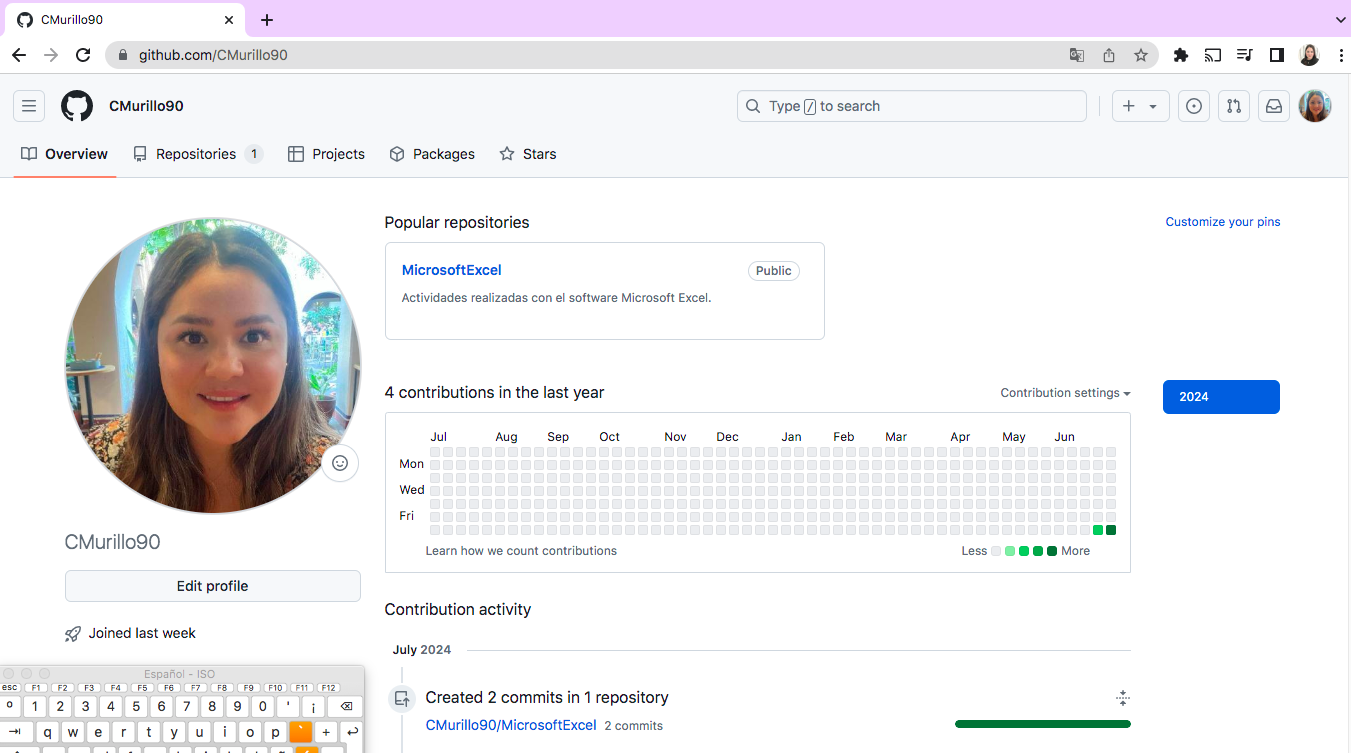 CMurillo90
github.com/CMurillo90
CMurillo90
Type / to search
Overview
Repositories 1
Projects
Packages
Stars
Popular repositories
Customize your pins
MicrosoftExcel
Public
Actividades realizadas con el software Microsoft Excel.
4 contributions in the last year
Contribution settings
2024
Jul Aug Sep Oct Nov Dec Jan Feb Mar Apr May Jun
Mon
Wed
Fri
Learn how we count contributions
Less
More
CMurillo90
Edit profile
Joined last week
Contribution activity
July 2024
Created 2 commits in 1 repository
CMurillo90/MicrosoftExcel 2 commits
Español - ISO
esc F1 F2 F3 F4 F5 F6 F7 F8 F9 F10 F11 F12
º 1 2 3 4 5 6 7 8 9 0 ' ¡
q w e r t y u i o p ` +